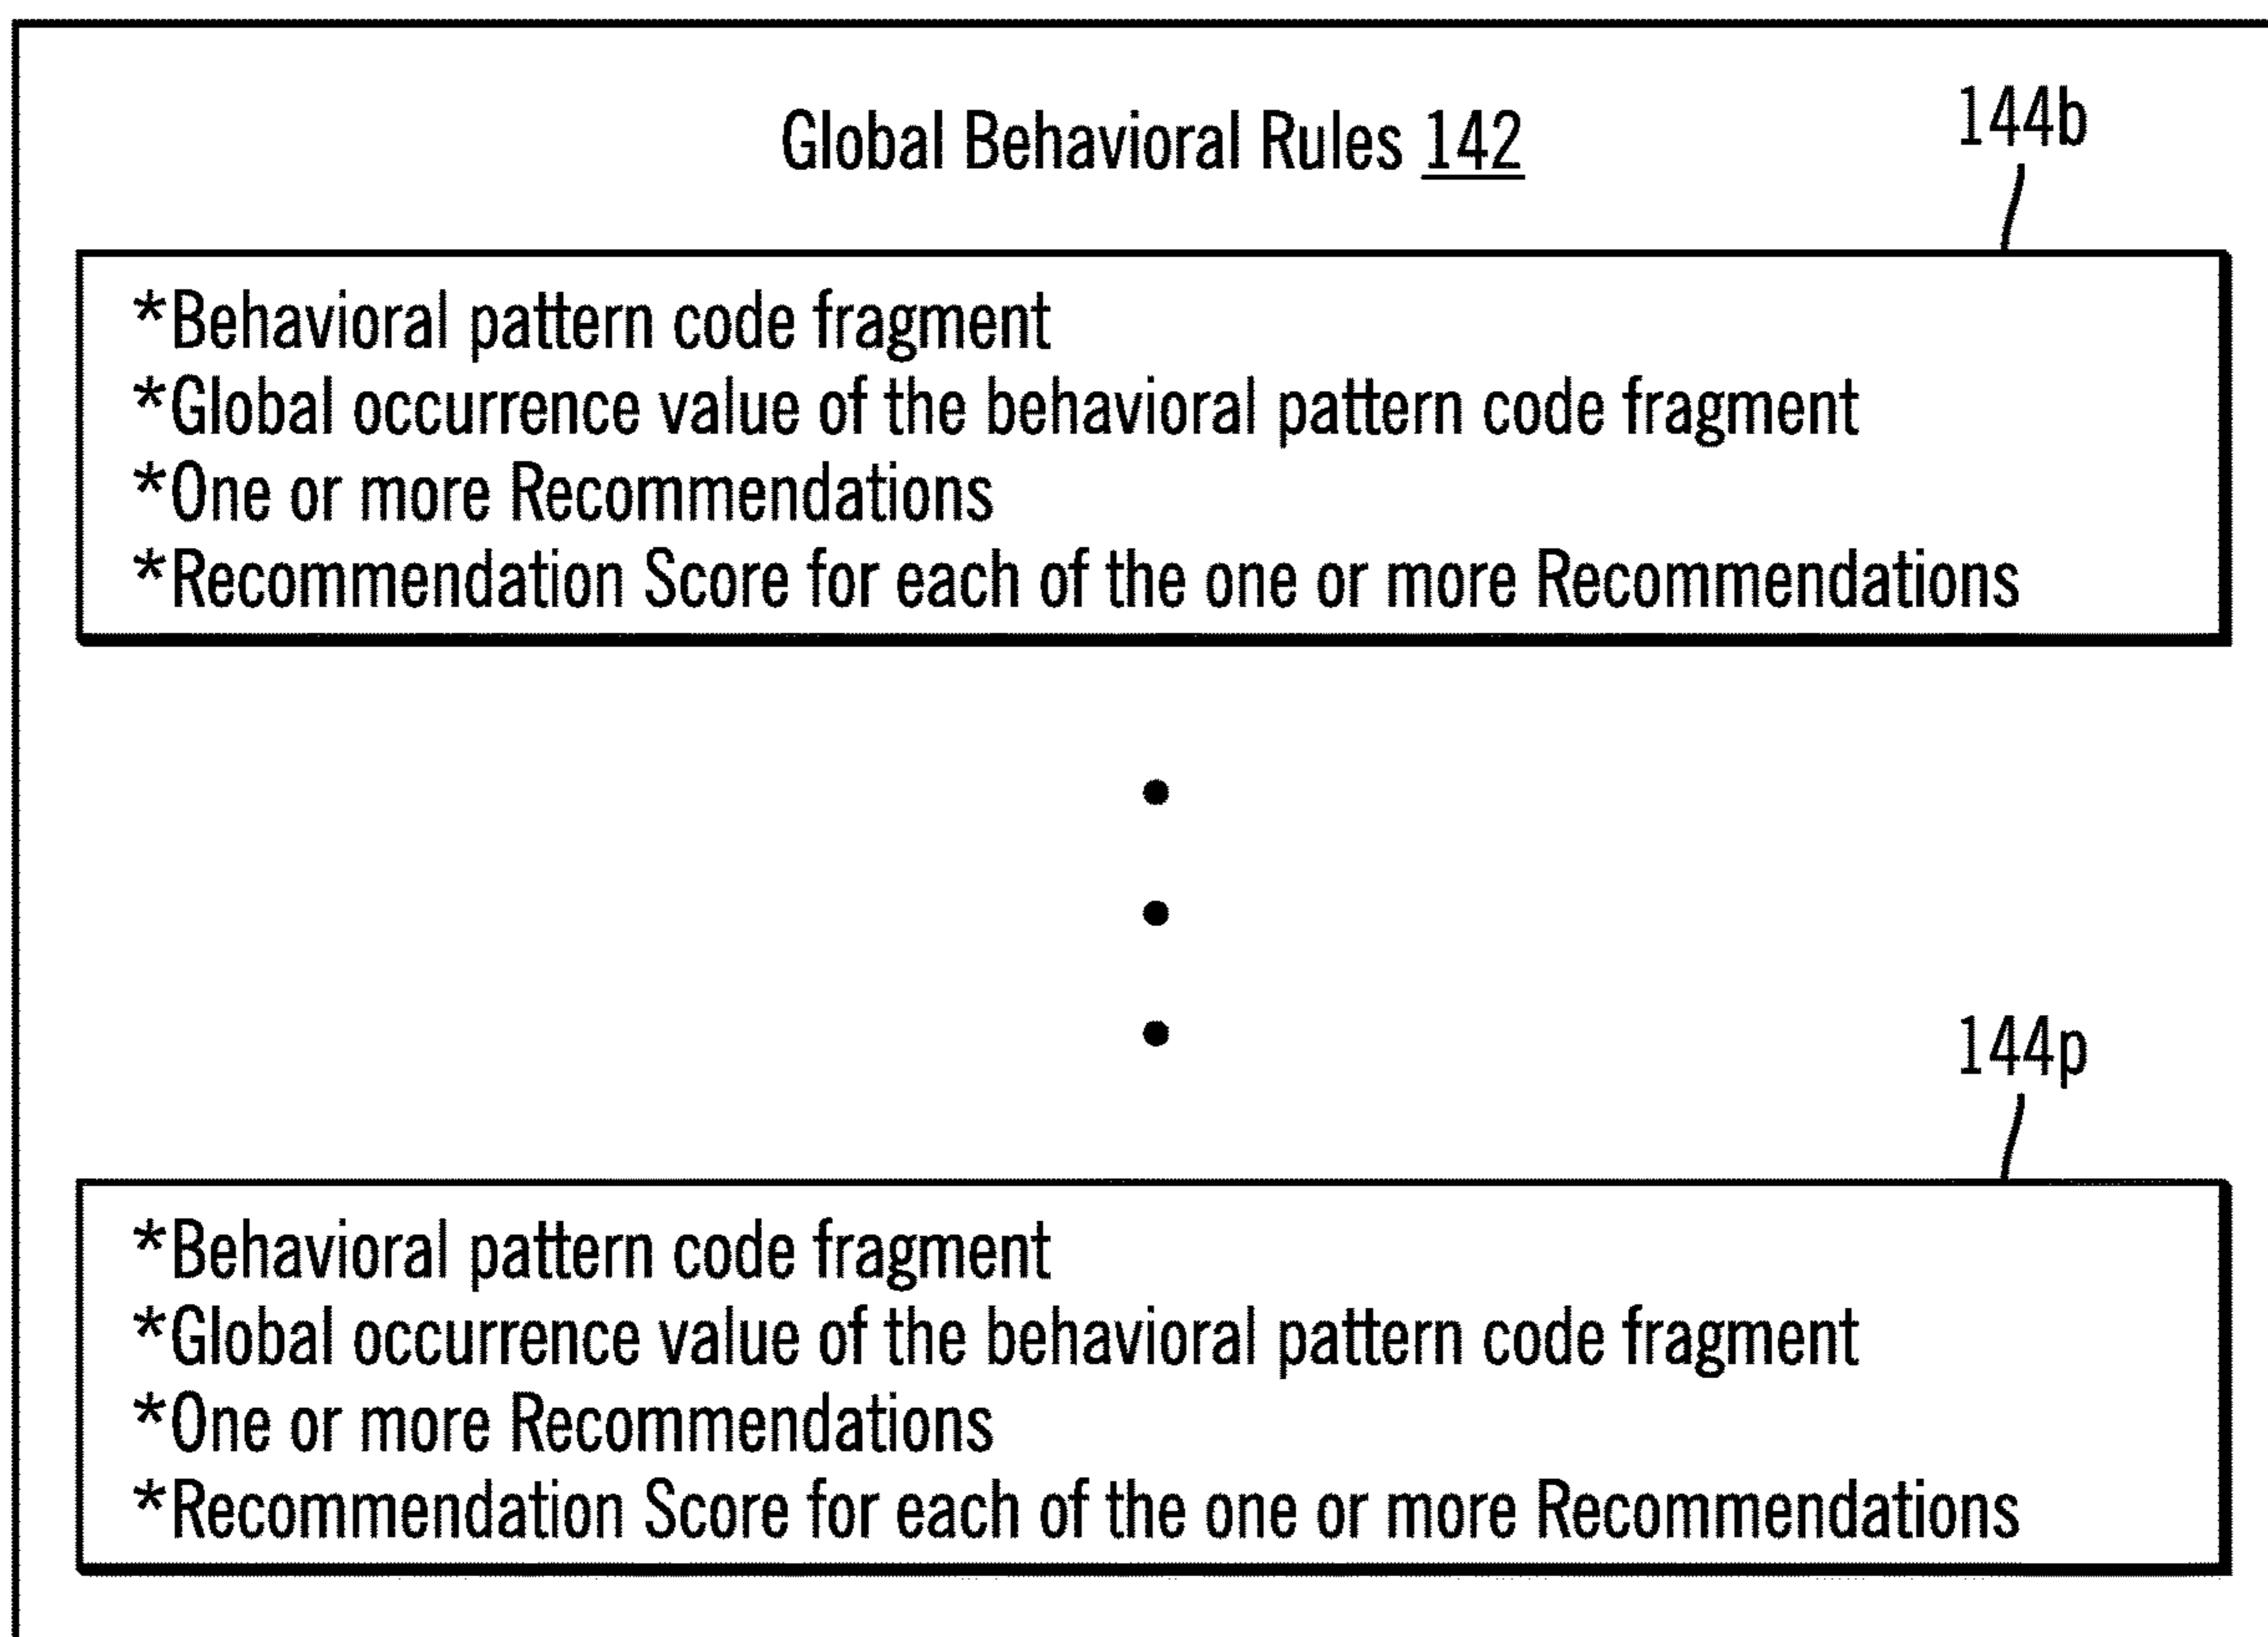 Global Behavioral Rules 142
144b
*Behavioral pattern code fragment
*Global occurrence value of the behavioral pattern code fragment
*One or more Recommendations
*Recommendation Score for each of the one or more Recommendations
144p
*Behavioral pattern code fragment
*Global occurrence value of the behavioral pattern code fragment
*One or more Recommendations
*Recommendation Score for each of the one or more Recommendations